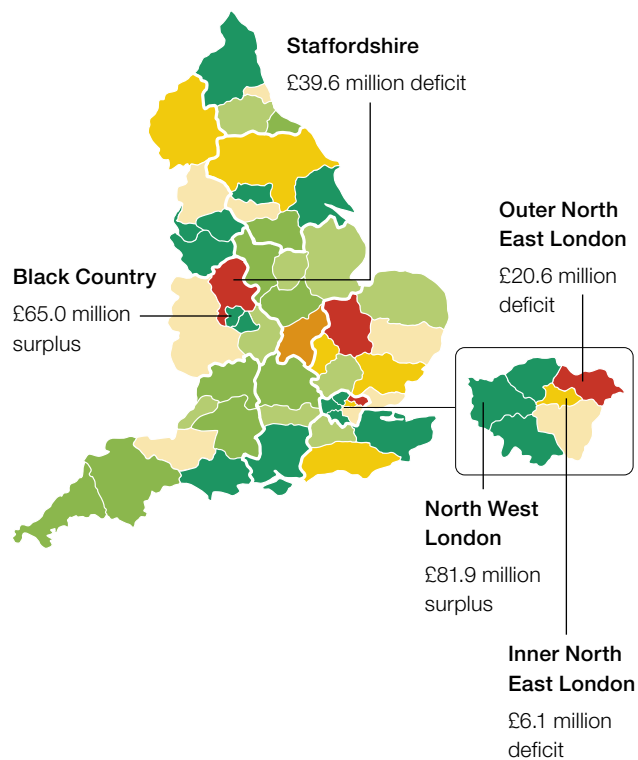 Staffordshire
£39.6 million deficit
Outer North
East London
£20.6 million
deficit
Black Country
£65.0 million
surplus
North West
London
£81.9 million
surplus
Inner North
East London
£6.1 million
deficit